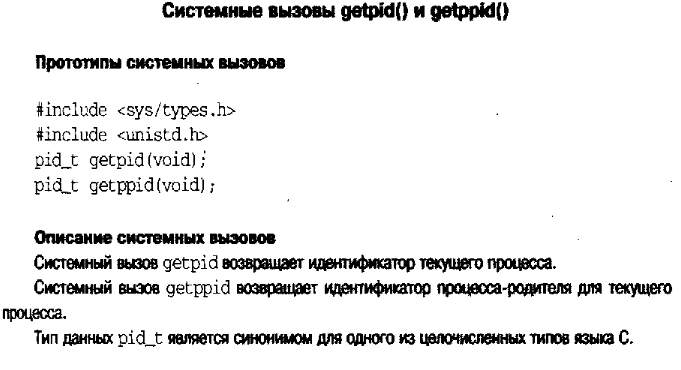 Системные вызовы getpid() и getppid()
Прототипы системных вызовов
#include <sys/types.h>
#include <unistd.h>
pid_t getpid(void);
pid_t getppid(void);
Описание системных вызовов
Системный вызов getpid возвращает идентификатор текущего процесса.
Системный вызов getppid возвращает идентификатор процесса-родителя для текущего
процесса.
Тип данных pid_t является синонимом для одного из целочисленных типов языка C.